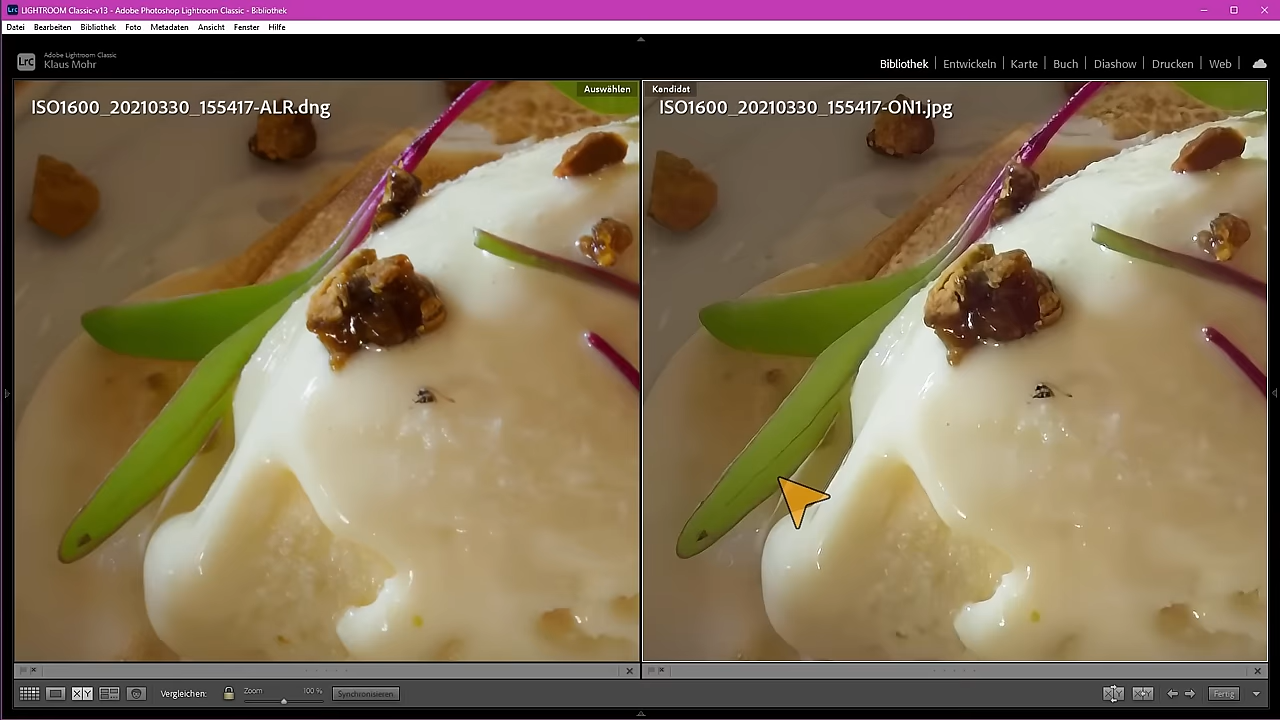 LIGHTROOM Classic-v13 - Adobe Photoshop Lightroom Classic - Bibliothek
Datei Bearbeiten Bibliothek Foto Metadaten Ansicht Fenster Hilfe
LrC
Adobe Lightroom Classic
Klaus Mohr
Bibliothek Entwickeln Karte Buch Diashow Drucken Web
Auswählen
ISO1600_20210330_155417-ALR.dng
Kandidat
ISO1600_20210330_155417-ON1.jpg
Vergleichen: Zoom 100 % Synchronisieren Fertig